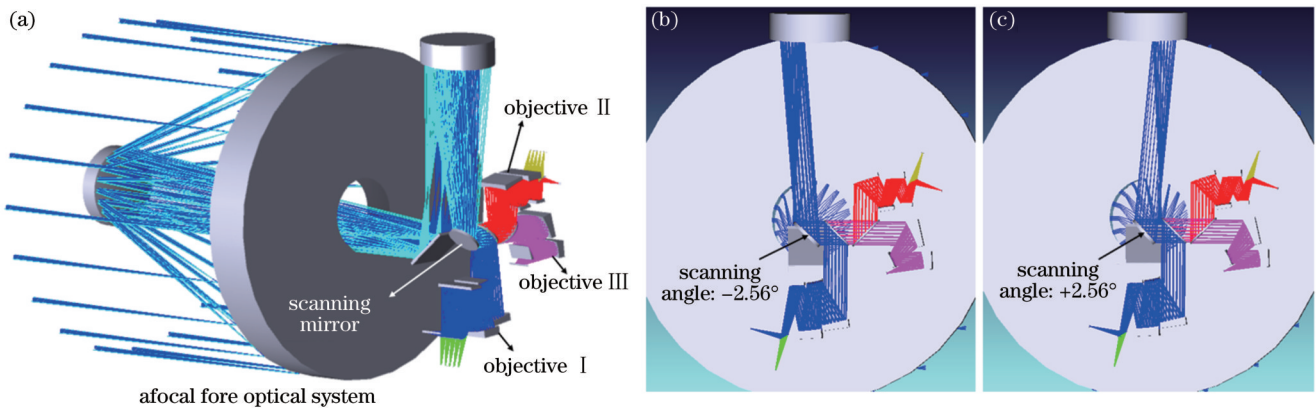 (a)
objective Ⅱ
objective Ⅲ
scanning
mirror
objective Ⅰ
afocal fore optical system
(b)
scanning
angle: −2.56°
(c)
scanning
angle: +2.56°